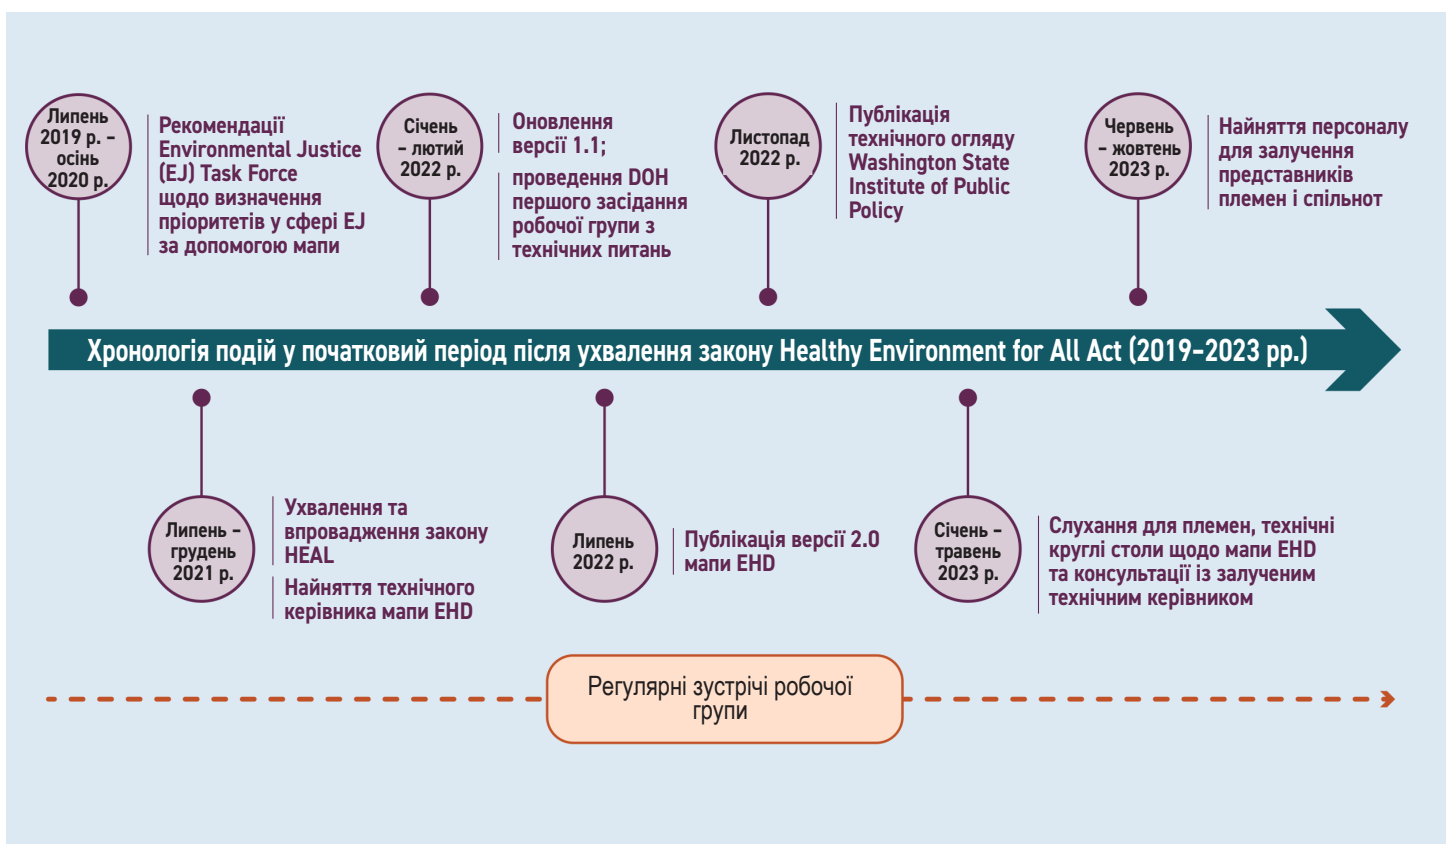 Липень
2019 р. –
осінь
2020 р.
Рекомендації
Environmental Justice
(EJ) Task Force
щодо визначення
пріоритетів у сфері EJ
за допомогою мапи
Січень
– лютий
2022 р.
Оновлення
версії 1.1;
проведення DOH
першого засідання
робочої групи з
технічних питань
Листопад
2022 р.
Публікація
технічного огляду
Washington State
Institute of Public
Policy
Червень
– жовтень
2023 р.
Найняття персоналу
для залучення
представників
племен і спільнот
Хронологія подій у початковий період після ухвалення закону Healthy Environment for All Act (2019–2023 рр.)
Липень –
грудень
2021 р.
Ухвалення та
впровадження закону
HEAL
Найняття технічного
керівника мапи EHD
Липень
2022 р.
Публікація версії 2.0
мапи EHD
Січень –
травень
2023 р.
Слухання для племен, технічні
круглі столи щодо мапи EHD
та консультації із залученим
технічним керівником
Регулярні зустрічі робочої
групи